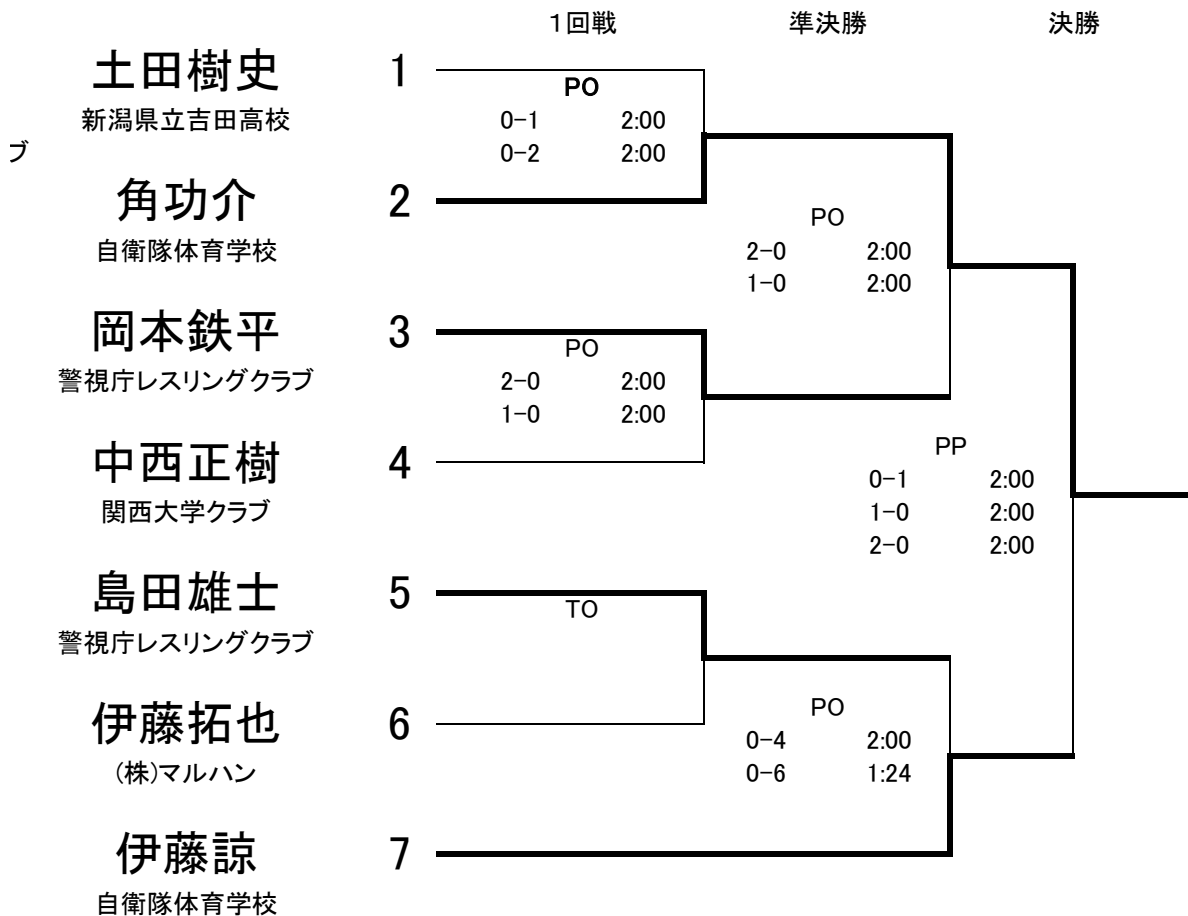 1回戦 準決勝 決勝
土田樹史 1
新潟県立吉田高校
PO
0-1 2:00
0-2 2:00
ブ
角功介 2
自衛隊体育学校
PO
2-0 2:00
1-0 2:00
岡本鉄平 3
警視庁レスリングクラブ
PO
2-0 2:00
1-0 2:00
中西正樹 4
関西大学クラブ
PP
0-1 2:00
1-0 2:00
2-0 2:00
島田雄士 5
警視庁レスリングクラブ
TO
伊藤拓也 6
(株)マルハン
PO
0-4 2:00
0-6 1:24
伊藤諒 7
自衛隊体育学校